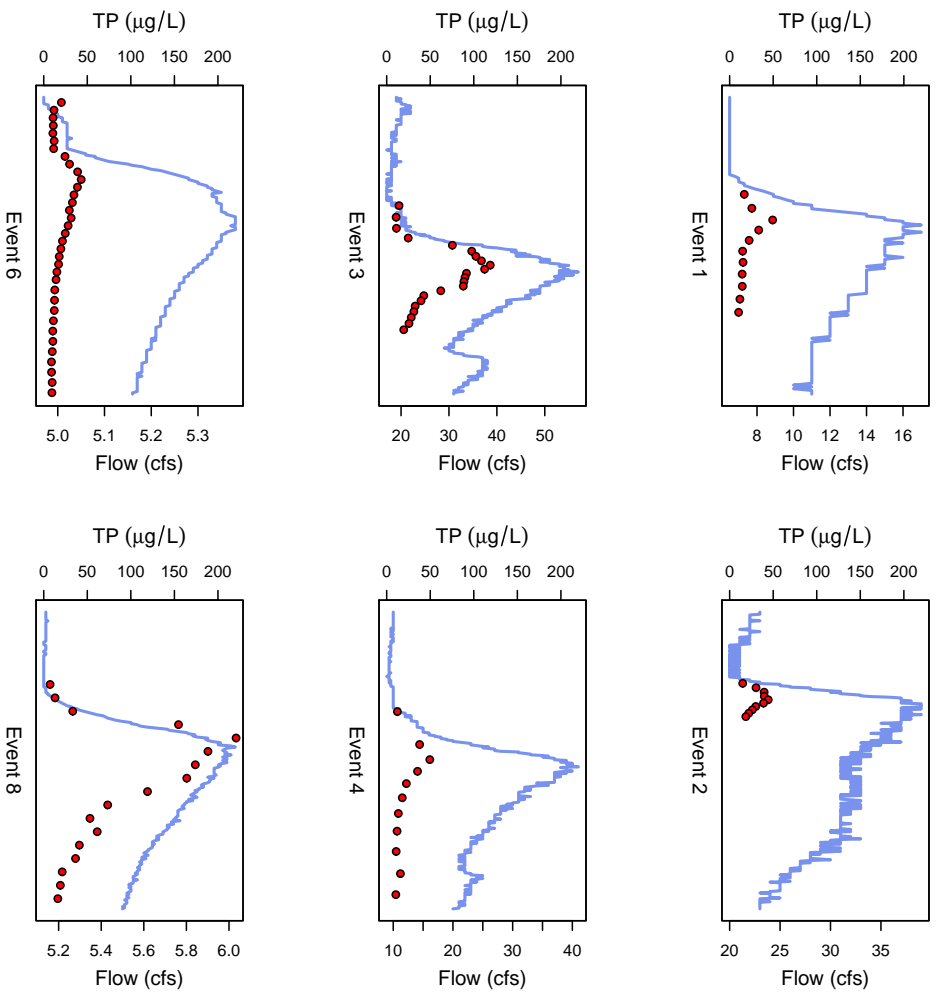 TP (µg/L)
0 50 100 150 200
Event 6
5.0 5.1 5.2 5.3
Flow (cfs)
TP (µg/L)
0 50 100 150 200
Event 3
20 30 40 50
Flow (cfs)
TP (µg/L)
0 50 100 150 200
Event 1
8 10 12 14 16
Flow (cfs)
TP (µg/L)
0 50 100 150 200
Event 8
5.2 5.4 5.6 5.8 6.0
Flow (cfs)
TP (µg/L)
0 50 100 150 200
Event 4
10 20 30 40
Flow (cfs)
TP (µg/L)
0 50 100 150 200
Event 2
20 25 30 35
Flow (cfs)